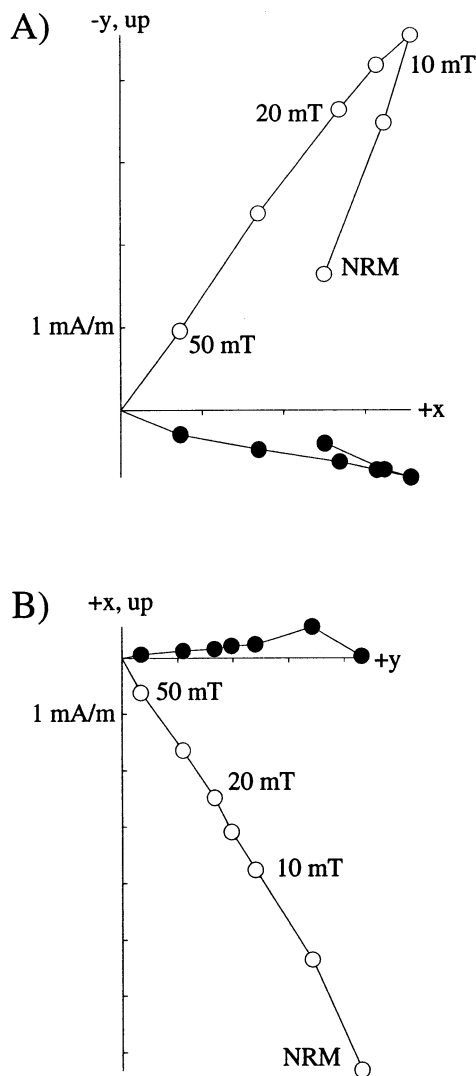 A)
-y, up
10 mT
20 mT
NRM
1 mA/m
50 mT
+x
B)
+x, up
+y
50 mT
1 mA/m
20 mT
10 mT
NRM